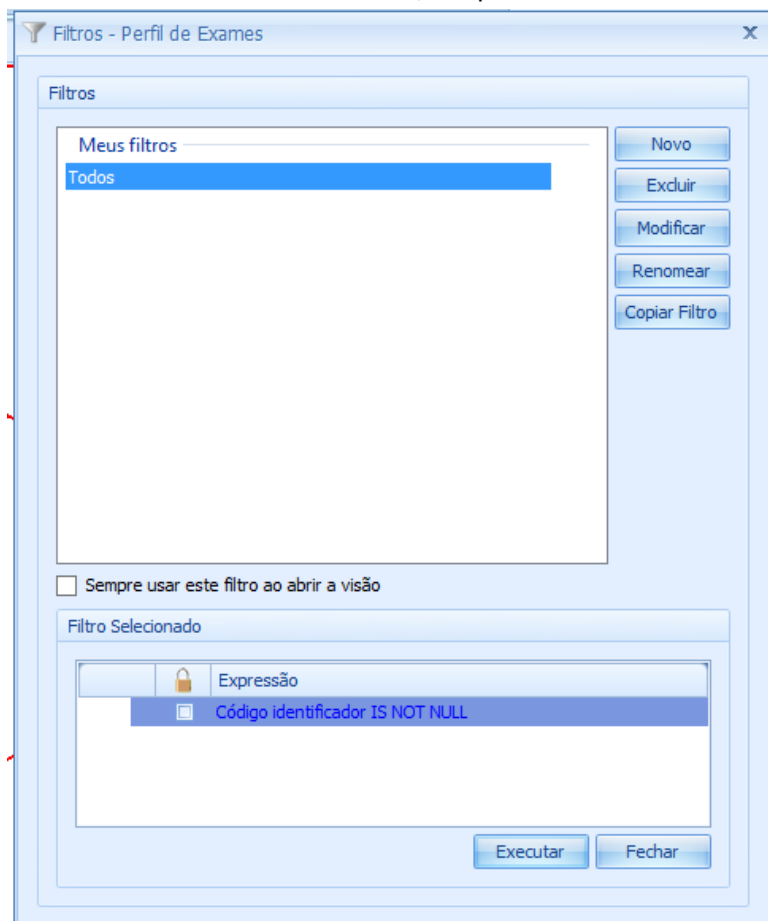 Filtros - Perfil de Exames
x
Filtros
Meus filtros
Novo
Todos
Excluir
Modificar
Renomear
Copiar Filtro
Sempre usar este filtro ao abrir a visão
Filtro Selecionado
Expressão
Código identificador IS NOT NULL
Executar
Fechar